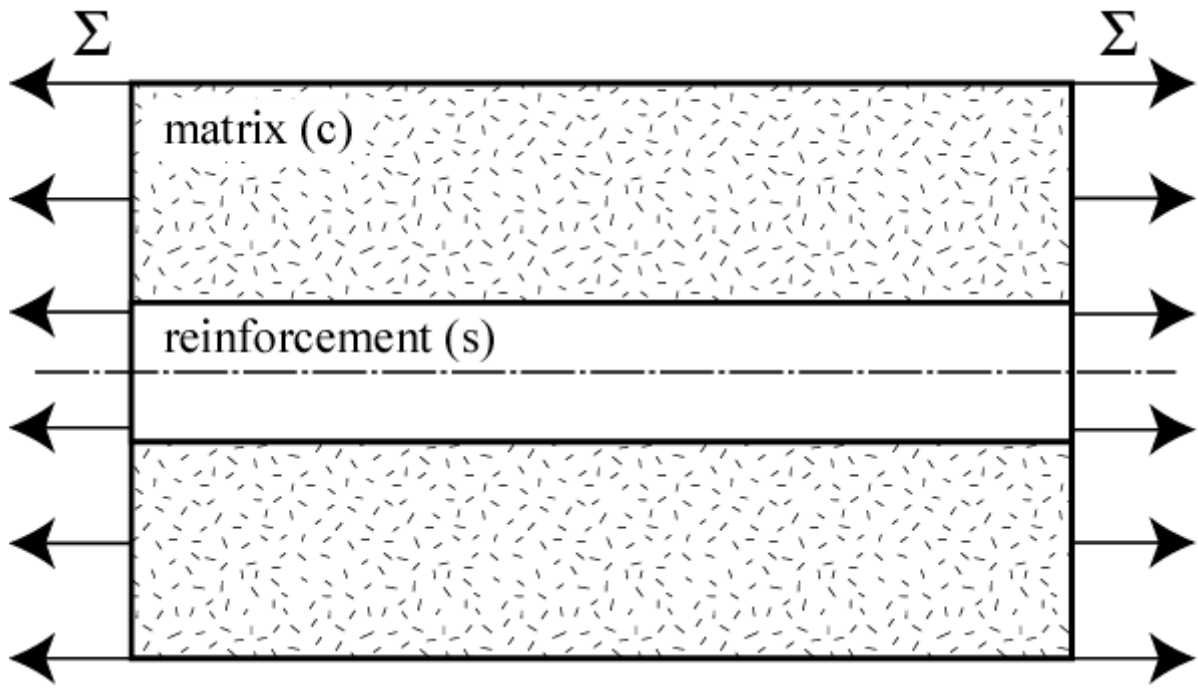 Σ Σ
matrix (c)
reinforcement (s)